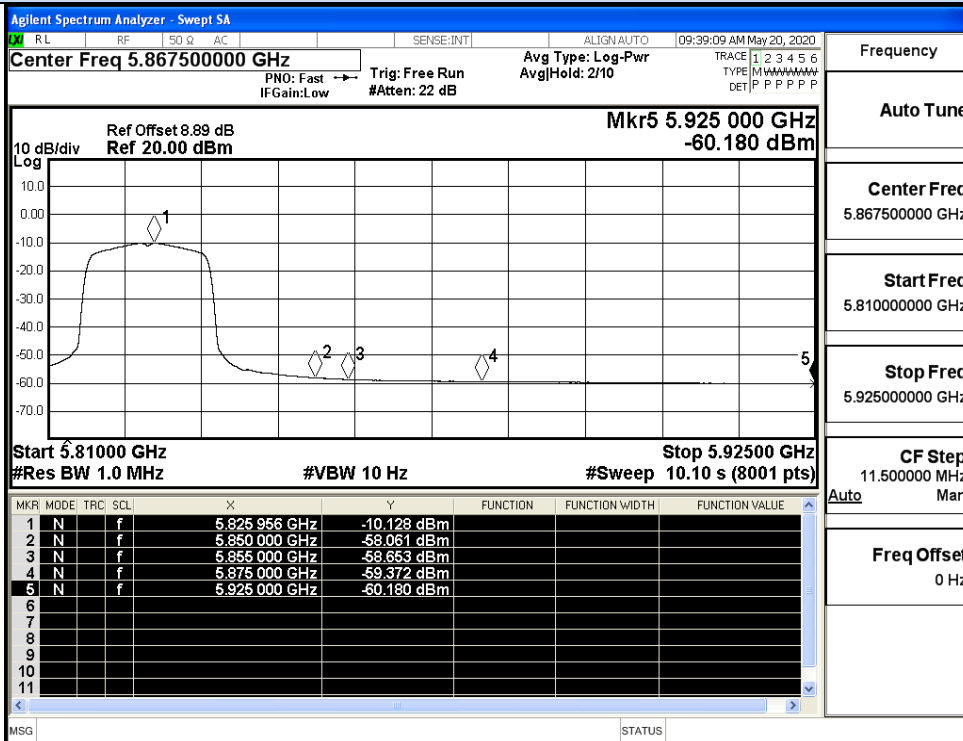 Agilent Spectrum Analyzer - Swept SA
LXI RL RF 50 Ω AC SENSE:INT ALIGN AUTO 09:39:09 AM May 20, 2020
Center Freq 5.867500000 GHz
PNO: Fast
IFGain:Low
Trig: Free Run
#Atten: 22 dB
Avg Type: Log-Pwr
Avg|Hold: 2/10
TRACE 1 2 3 4 5 6
TYPE M WWWWW
DET P P P P P P
Ref Offset 8.89 dB
10 dB/div Ref 20.00 dBm
Log
Mkr5 5.925 000 GHz
-60.180 dBm
10.0
0.00
-10.0
-20.0
-30.0
-40.0
-50.0
-60.0
-70.0
1
2
3
4
5
Start 5.81000 GHz Stop 5.92500 GHz
#Res BW 1.0 MHz #VBW 10 Hz #Sweep 10.10 s (8001 pts)
MKR MODE TRC SCL X Y FUNCTION FUNCTION WIDTH FUNCTION VALUE
1 N f 5.825 956 GHz -10.128 dBm
2 N f 5.850 000 GHz -58.061 dBm
3 N f 5.855 000 GHz -58.653 dBm
4 N f 5.875 000 GHz -59.372 dBm
5 N f 5.925 000 GHz -60.180 dBm
6
7
8
9
10
11
MSG STATUS
Frequency
Auto Tune
Center Freq
5.867500000 GHz
Start Freq
5.810000000 GHz
Stop Freq
5.925000000 GHz
CF Step
11.500000 MHz
Auto Man
Freq Offset
0 Hz